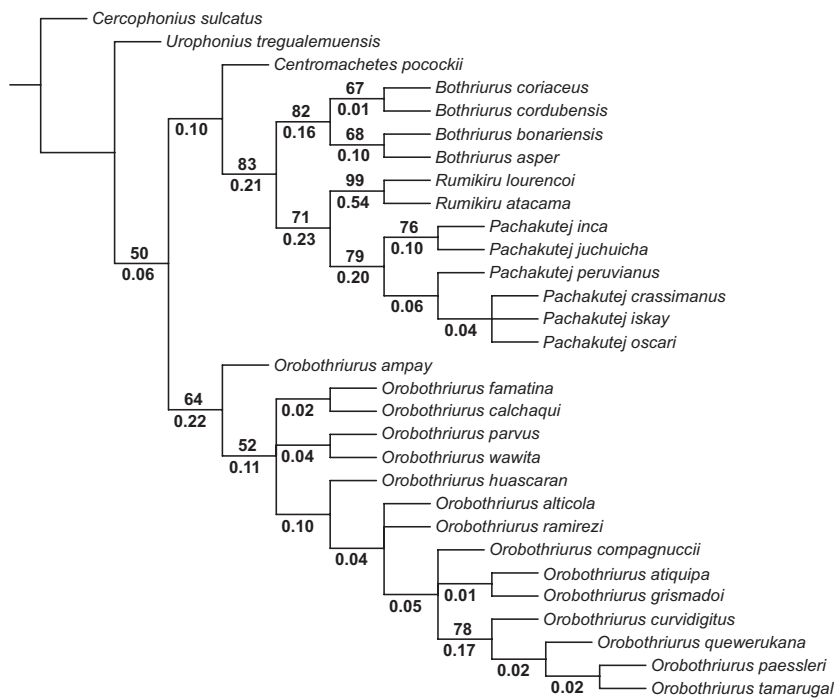 Cercophonius sulcatus
Urophonius tregualemuensis
Centromachetes pocockii
67 Bothriurus coriaceus
82 0.01 Bothriurus cordubensis
0.10 0.16 68 Bothriurus bonariensis
83 0.10 Bothriurus asper
0.21 99 Rumikiru lourencoi
71 0.54 Rumikiru atacama
0.23 76 Pachakutej inca
79 0.10 Pachakutej juchuicha
50 0.20 Pachakutej peruvianus
0.06 0.06 Pachakutej crassimanus
0.04 Pachakutej iskay
Pachakutej oscari
Orobothriurus ampay
64 Orobothriurus famatina
0.22 0.02 Orobothriurus calchaqui
52 Orobothriurus parvus
0.11 0.04 Orobothriurus wawita
Orobothriurus huascaran
0.10 Orobothriurus alticola
Orobothriurus ramirezi
0.04 Orobothriurus compagnuccii
Orobothriurus atiquipa
0.05 0.01 Orobothriurus grismadoi
78 Orobothriurus curvidigitus
0.17 Orobothriurus quewerukana
0.02 Orobothriurus paessleri
0.02 Orobothriurus tamarugal